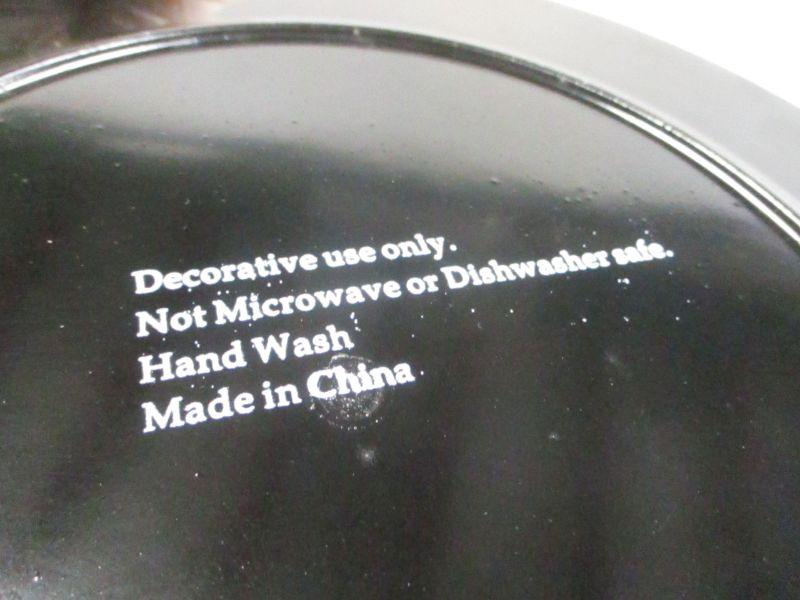 Decorative use only.
Not Microwave or Dishwasher safe.
Hand Wash
Made in China